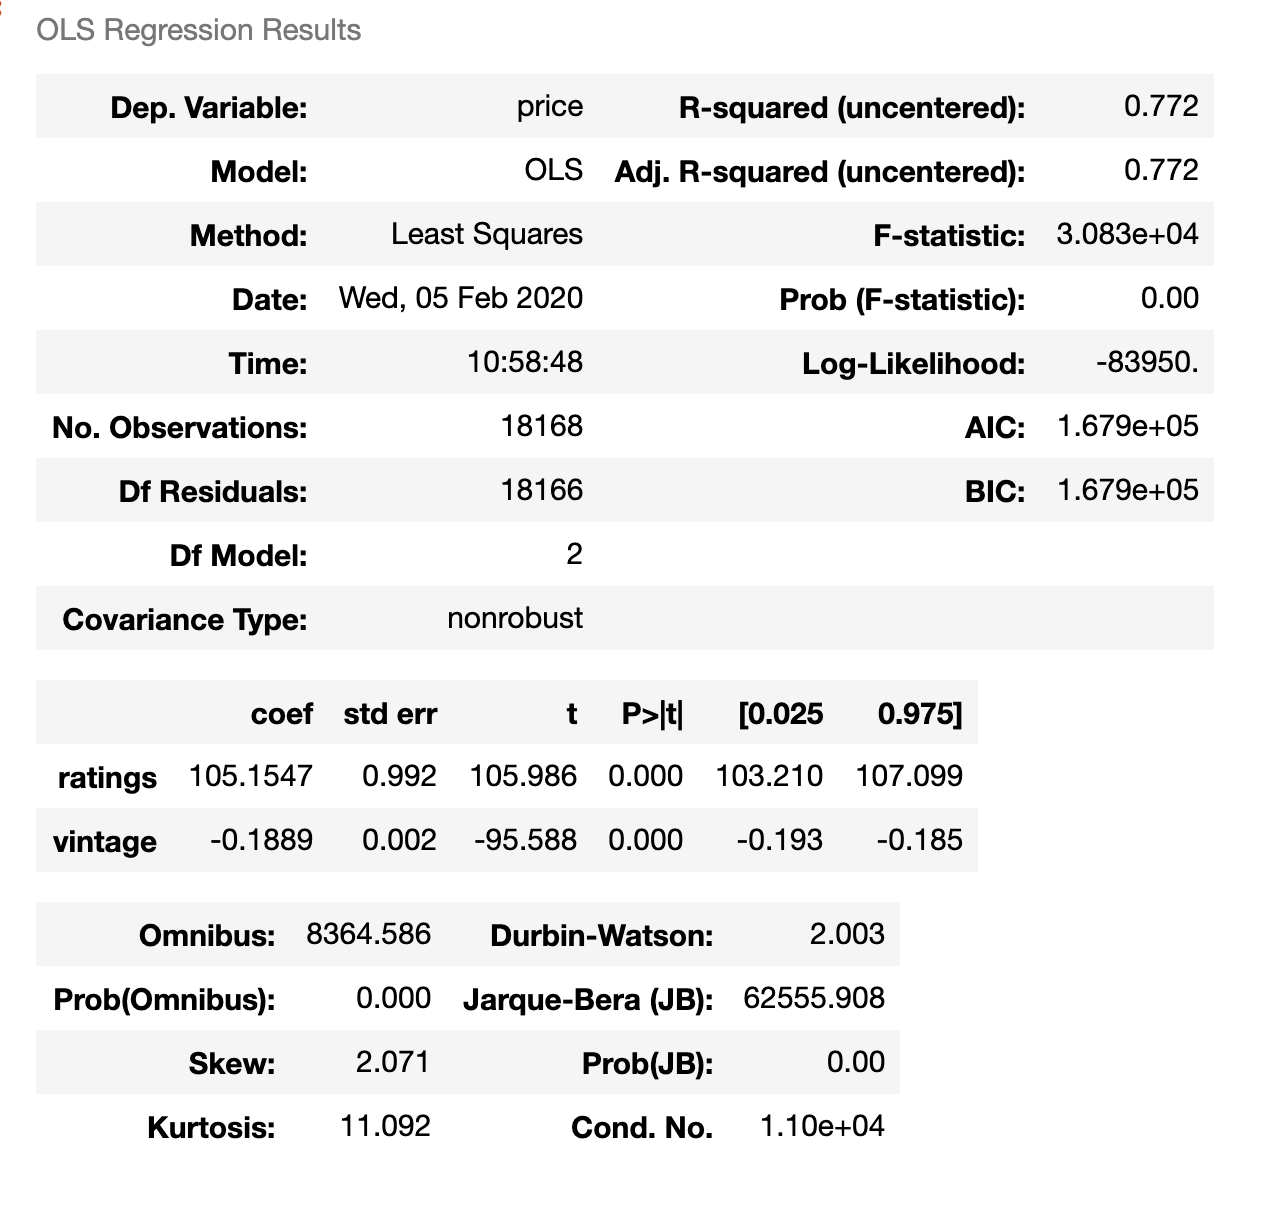 OLS Regression Results
Dep. Variable: price R-squared (uncentered): 0.772
Model: OLS Adj. R-squared (uncentered): 0.772
Method: Least Squares F-statistic: 3.083e+04
Date: Wed, 05 Feb 2020 Prob (F-statistic): 0.00
Time: 10:58:48 Log-Likelihood: -83950.
No. Observations: 18168 AIC: 1.679e+05
Df Residuals: 18166 BIC: 1.679e+05
Df Model: 2
Covariance Type: nonrobust
coef std err t P>|t| [0.025 0.975]
ratings 105.1547 0.992 105.986 0.000 103.210 107.099
vintage -0.1889 0.002 -95.588 0.000 -0.193 -0.185
Omnibus: 8364.586 Durbin-Watson: 2.003
Prob(Omnibus): 0.000 Jarque-Bera (JB): 62555.908
Skew: 2.071 Prob(JB): 0.00
Kurtosis: 11.092 Cond. No. 1.10e+04